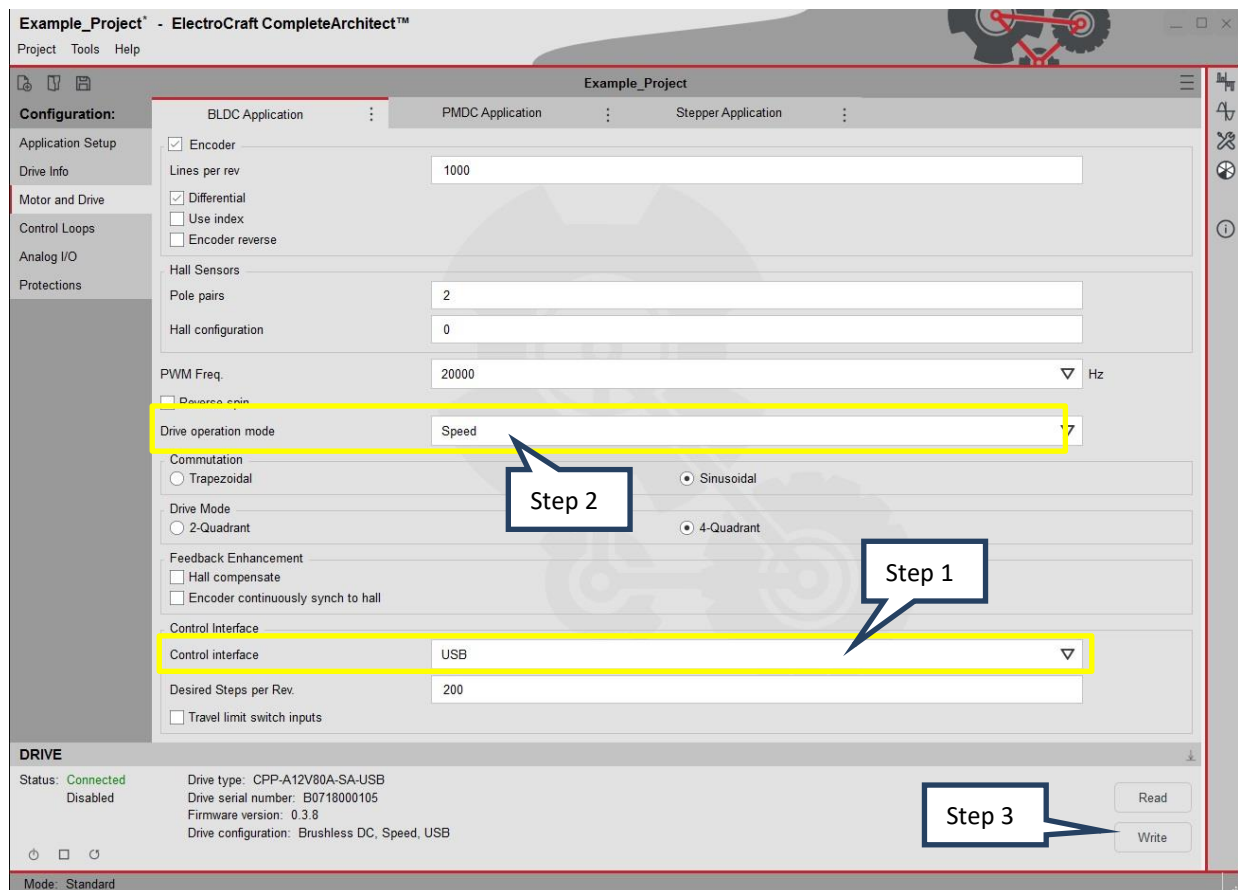 Example_Project* - ElectroCraft CompleteArchitect™
Project Tools Help
Example_Project
Configuration:
BLDC Application
PMDC Application
Stepper Application
Application Setup
Drive Info
Motor and Drive
Control Loops
Analog I/O
Protections
Encoder
Lines per rev 1000
Differential
Use index
Encoder reverse
Hall Sensors
Pole pairs 2
Hall configuration 0
PWM Freq. 20000 Hz
Reverse spin
Drive operation mode Speed
Commutation
Trapezoidal Sinusoidal
Step 2
Drive Mode
2-Quadrant 4-Quadrant
Feedback Enhancement
Hall compensate
Step 1
Encoder continuously synch to hall
Control Interface
Control interface USB
Desired Steps per Rev. 200
Travel limit switch inputs
DRIVE
Status: Connected
Disabled
Drive type: CPP-A12V80A-SA-USB
Drive serial number: B0718000105
Firmware version: 0.3.8
Drive configuration: Brushless DC, Speed, USB
Step 3
Read
Write
Mode: Standard